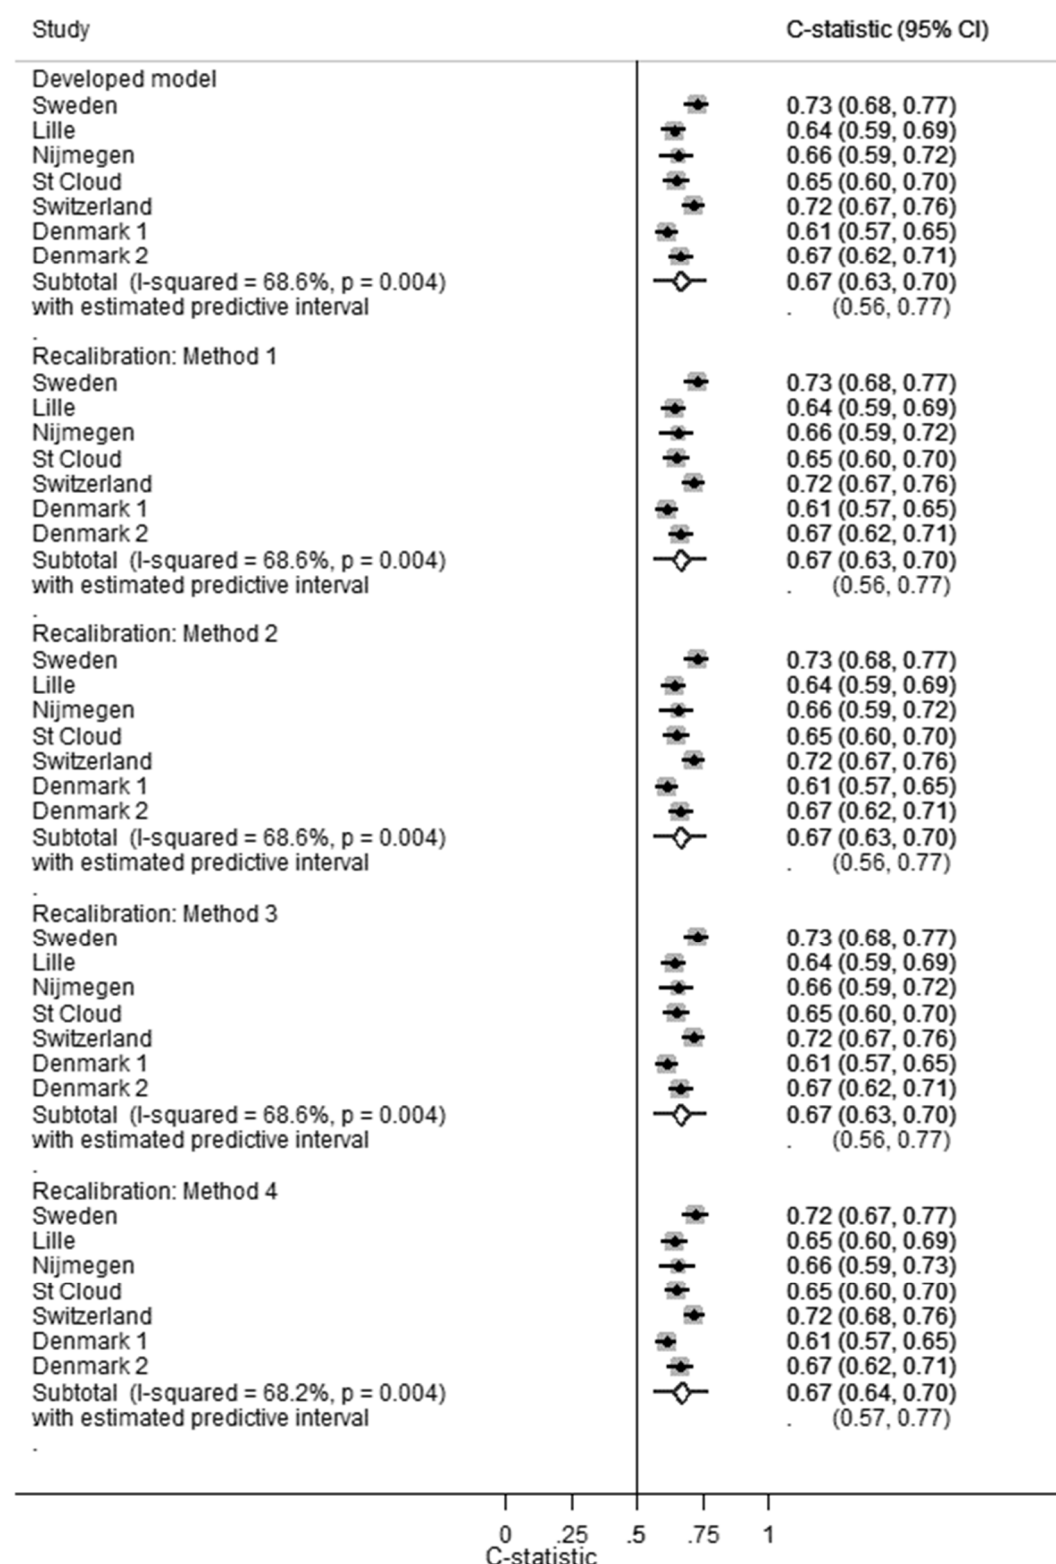 Study C-statistic (95% CI)
Developed model
Sweden 0.73 (0.68, 0.77)
Lille 0.64 (0.59, 0.69)
Nijmegen 0.66 (0.59, 0.72)
St Cloud 0.65 (0.60, 0.70)
Switzerland 0.72 (0.67, 0.76)
Denmark 1 0.61 (0.57, 0.65)
Denmark 2 0.67 (0.62, 0.71)
Subtotal (I-squared = 68.6%, p = 0.004) 0.67 (0.63, 0.70)
with estimated predictive interval . (0.56, 0.77)
.
Recalibration: Method 1
Sweden 0.73 (0.68, 0.77)
Lille 0.64 (0.59, 0.69)
Nijmegen 0.66 (0.59, 0.72)
St Cloud 0.65 (0.60, 0.70)
Switzerland 0.72 (0.67, 0.76)
Denmark 1 0.61 (0.57, 0.65)
Denmark 2 0.67 (0.62, 0.71)
Subtotal (I-squared = 68.6%, p = 0.004) 0.67 (0.63, 0.70)
with estimated predictive interval . (0.56, 0.77)
.
Recalibration: Method 2
Sweden 0.73 (0.68, 0.77)
Lille 0.64 (0.59, 0.69)
Nijmegen 0.66 (0.59, 0.72)
St Cloud 0.65 (0.60, 0.70)
Switzerland 0.72 (0.67, 0.76)
Denmark 1 0.61 (0.57, 0.65)
Denmark 2 0.67 (0.62, 0.71)
Subtotal (I-squared = 68.6%, p = 0.004) 0.67 (0.63, 0.70)
with estimated predictive interval . (0.56, 0.77)
.
Recalibration: Method 3
Sweden 0.73 (0.68, 0.77)
Lille 0.64 (0.59, 0.69)
Nijmegen 0.66 (0.59, 0.72)
St Cloud 0.65 (0.60, 0.70)
Switzerland 0.72 (0.67, 0.76)
Denmark 1 0.61 (0.57, 0.65)
Denmark 2 0.67 (0.62, 0.71)
Subtotal (I-squared = 68.6%, p = 0.004) 0.67 (0.63, 0.70)
with estimated predictive interval . (0.56, 0.77)
.
Recalibration: Method 4
Sweden 0.72 (0.67, 0.77)
Lille 0.65 (0.60, 0.69)
Nijmegen 0.66 (0.59, 0.73)
St Cloud 0.65 (0.60, 0.70)
Switzerland 0.72 (0.68, 0.76)
Denmark 1 0.61 (0.57, 0.65)
Denmark 2 0.67 (0.62, 0.71)
Subtotal (I-squared = 68.2%, p = 0.004) 0.67 (0.64, 0.70)
with estimated predictive interval . (0.57, 0.77)
.
0 .25 .5 .75 1
C-statistic